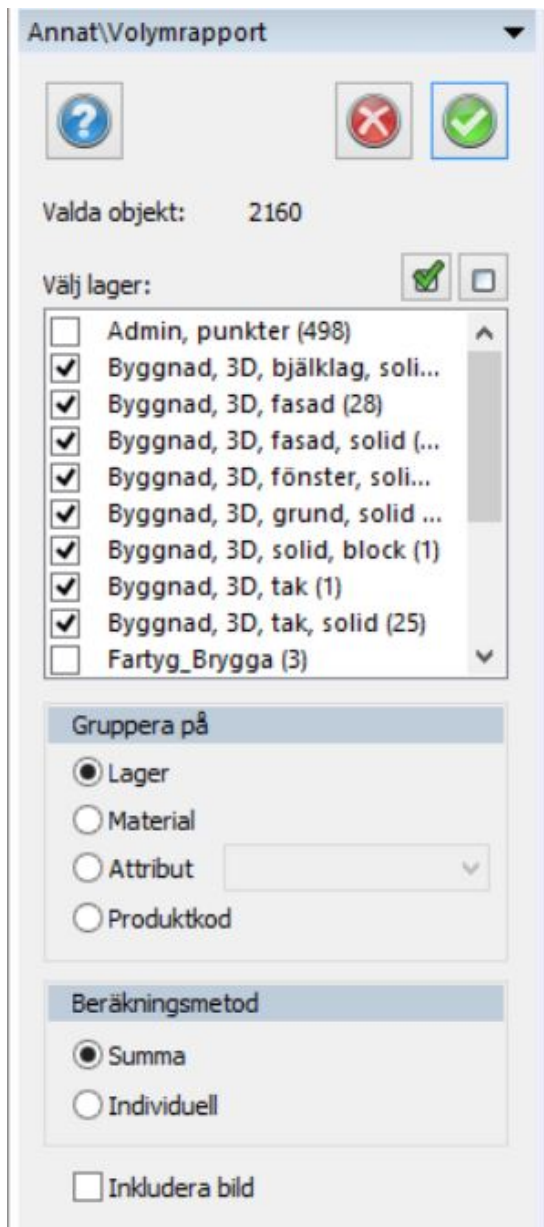 Annat\Volymrapport
Valda objekt: 2160
Välj lager:
Admin, punkter (498)
Byggnad, 3D, bjälklag, soli...
Byggnad, 3D, fasad (28)
Byggnad, 3D, fasad, solid (...
Byggnad, 3D, fönster, soli...
Byggnad, 3D, grund, solid ...
Byggnad, 3D, solid, block (1)
Byggnad, 3D, tak (1)
Byggnad, 3D, tak, solid (25)
Fartyg_Brygga (3)
Gruppera på
Lager
Material
Attribut
Produktkod
Beräkningsmetod
Summa
Individuell
Inkludera bild